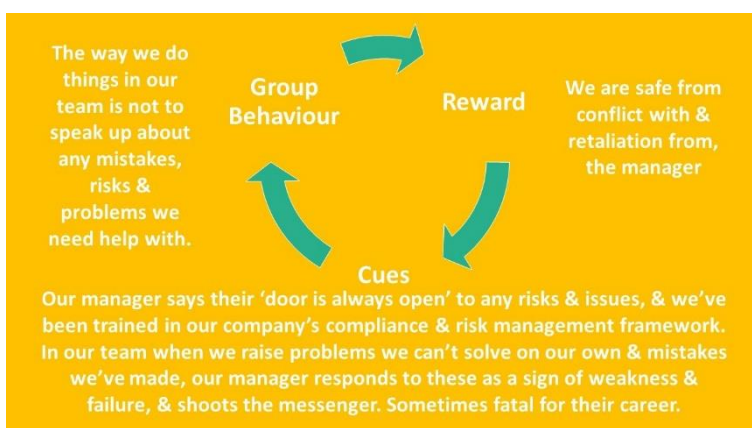 The way we do
things in our
team is not to
speak up about
any mistakes,
risks &
problems we
need help with.
Group
Behaviour
Reward
We are safe from
conflict with &
retaliation from,
the manager
Cues
Our manager says their ‘door is always open’ to any risks & issues, & we’ve
been trained in our company’s compliance & risk management framework.
In our team when we raise problems we can’t solve on our own & mistakes
we’ve made, our manager responds to these as a sign of weakness &
failure, & shoots the messenger. Sometimes fatal for their career.